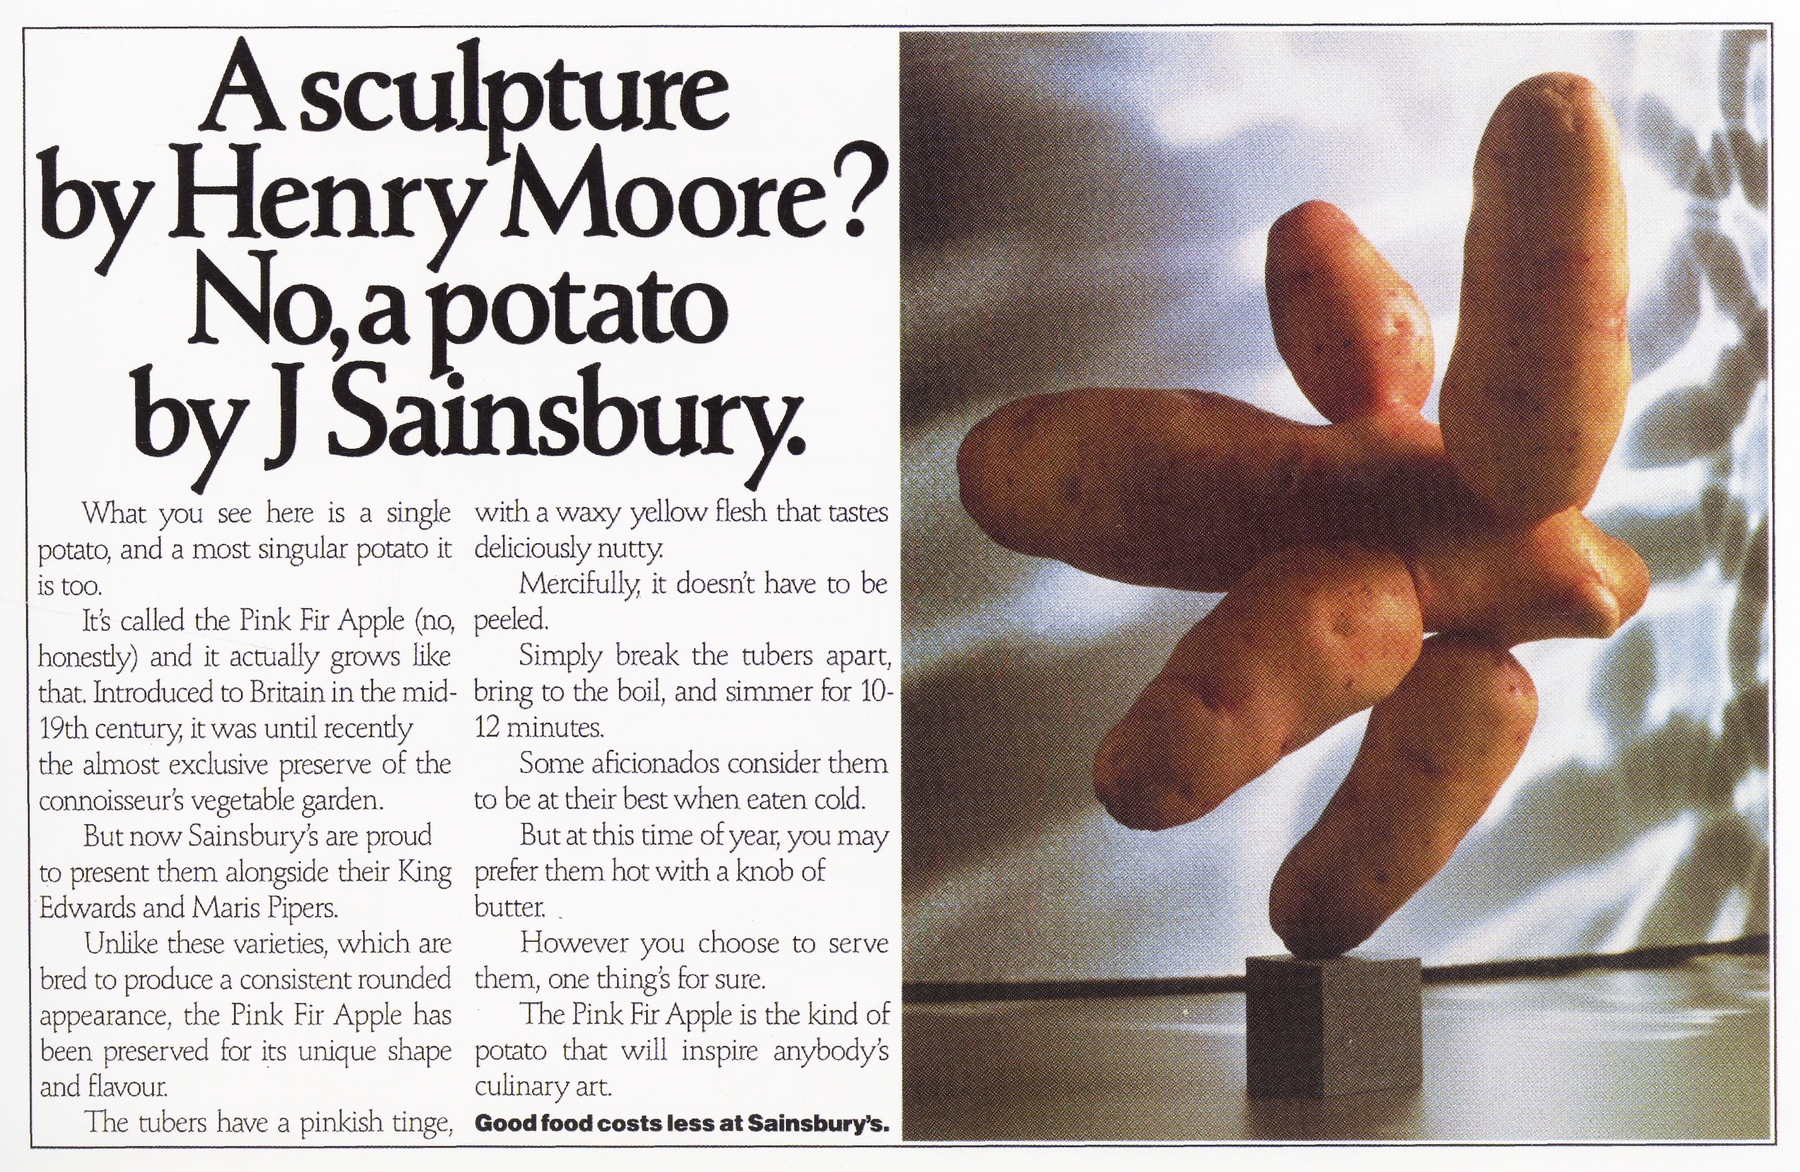 A sculpture
by Henry Moore?
No, a potato
by J Sainsbury.
What you see here is a single
potato, and a most singular potato it
is too.
It's called the Pink Fir Apple (no,
honestly) and it actually grows like
that. Introduced to Britain in the mid-
19th century, it was until recently
the almost exclusive preserve of the
connoisseur's vegetable garden.
But now Sainsbury's are proud
to present them alongside their King
Edwards and Maris Pipers.
Unlike these varieties, which are
bred to produce a consistent rounded
appearance, the Pink Fir Apple has
been preserved for its unique shape
and flavour.
The tubers have a pinkish tinge,
with a waxy yellow flesh that tastes
deliciously nutty.
Mercifully, it doesn't have to be
peeled.
Simply break the tubers apart,
bring to the boil, and simmer for 10-
12 minutes.
Some aficionados consider them
to be at their best when eaten cold.
But at this time of year, you may
prefer them hot with a knob of
butter.
However you choose to serve
them, one thing's for sure.
The Pink Fir Apple is the kind of
potato that will inspire anybody's
culinary art.
Good food costs less at Sainsbury's.